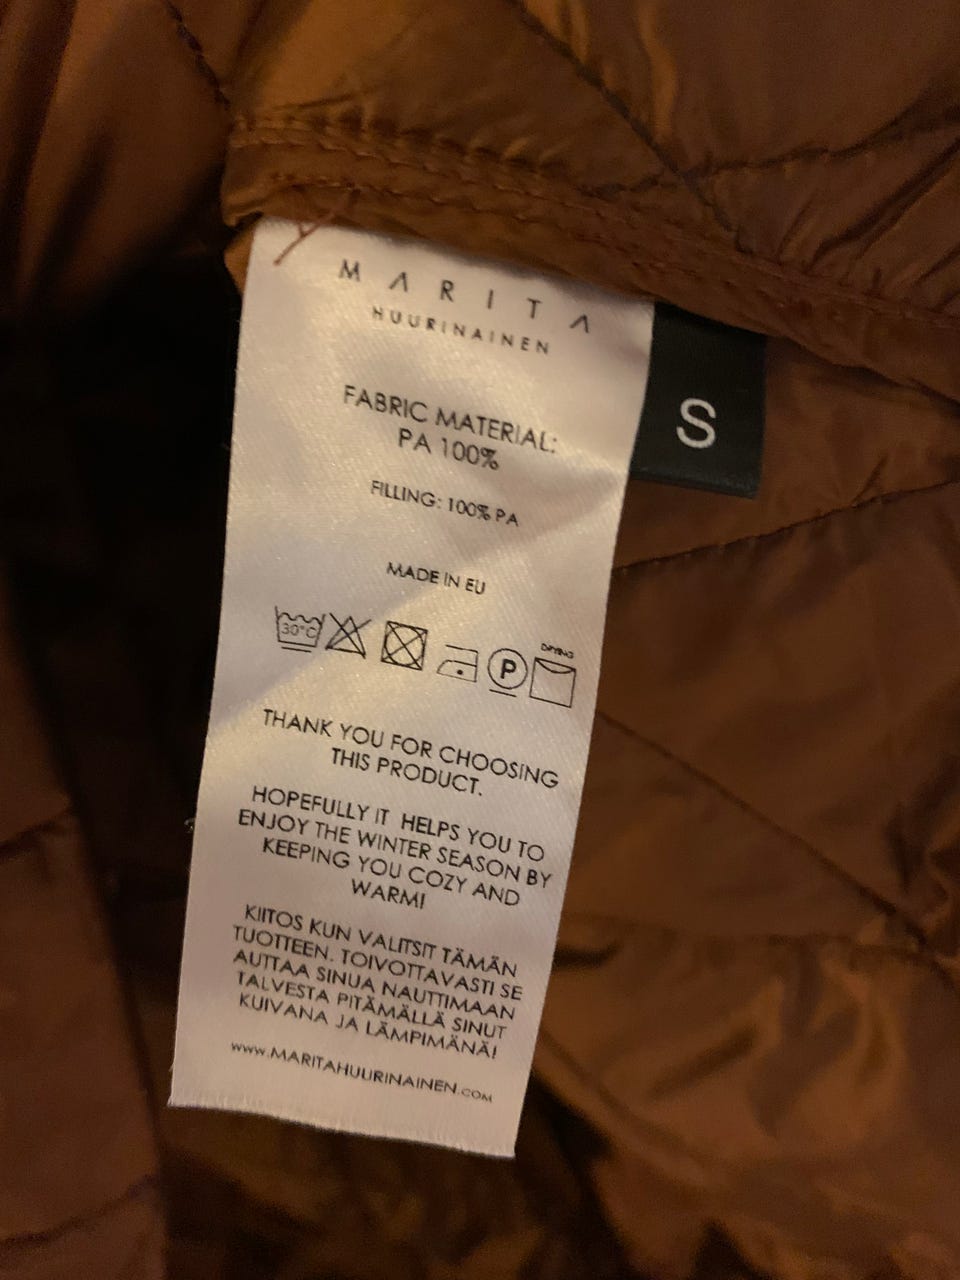 MARITA
HUURINAINEN
S
FABRIC MATERIAL:
PA 100%
FILLING: 100% PA
MADE IN EU
30°C
P
DRYING
THANK YOU FOR CHOOSING
THIS PRODUCT.
HOPEFULLY IT HELPS YOU TO
ENJOY THE WINTER SEASON BY
KEEPING YOU COZY AND
WARM!
KIITOS KUN VALITSIT TÄMÄN
TUOTTEEN. TOIVOTTAVASTI SE
AUTTAA SINUA NAUTTIMAAN
TALVESTA PITÄMÄLLÄ SINUT
KUIVANA JA LÄMPIMÄNÄ!
www.MARITAHUURINAINEN.COM